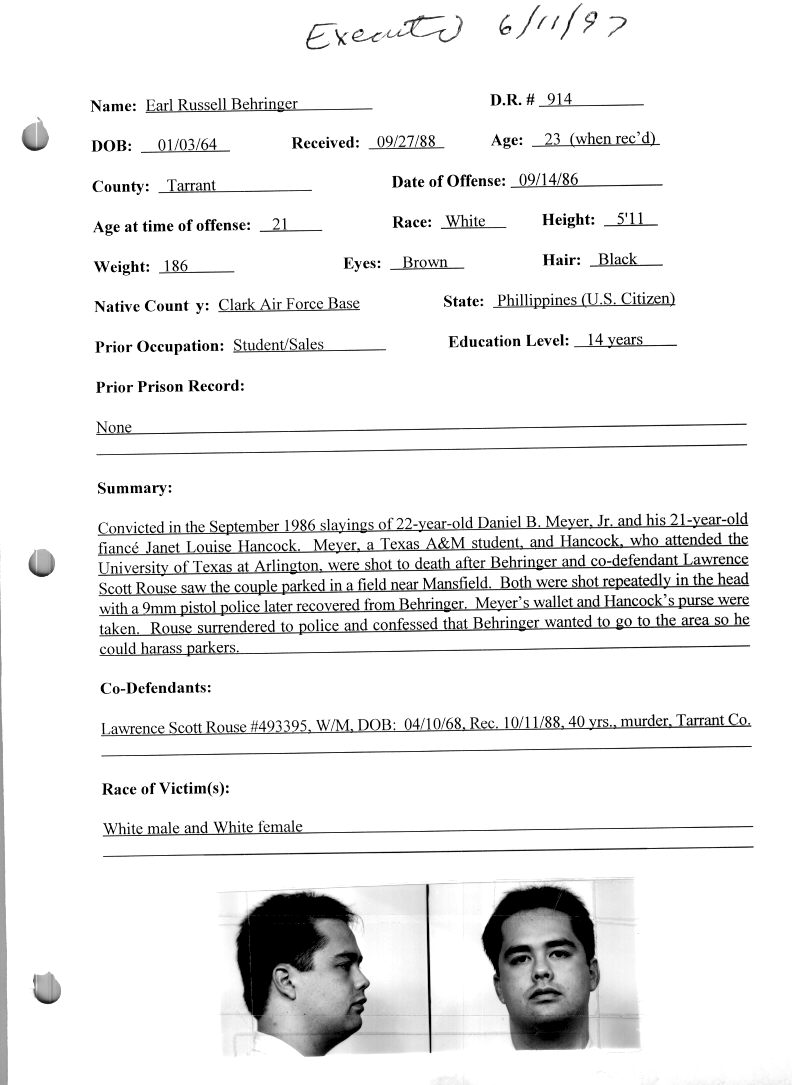 Executed 6/11/97
Name: Earl Russell Behringer D.R. # 914
DOB: 01/03/64 Received: 09/27/88 Age: 23 (when rec'd)
County: Tarrant Date of Offense: 09/14/86
Age at time of offense: 21 Race: White Height: 5'11
Weight: 186 Eyes: Brown Hair: Black
Native Count y: Clark Air Force Base State: Phillippines (U.S. Citizen)
Prior Occupation: Student/Sales Education Level: 14 years
Prior Prison Record:
None
Summary:
Convicted in the September 1986 slayings of 22-year-old Daniel B. Meyer, Jr. and his 21-year-old
fiancé Janet Louise Hancock. Meyer, a Texas A&M student, and Hancock, who attended the
University of Texas at Arlington, were shot to death after Behringer and co-defendant Lawrence
Scott Rouse saw the couple parked in a field near Mansfield. Both were shot repeatedly in the head
with a 9mm pistol police later recovered from Behringer. Meyer's wallet and Hancock's purse were
taken. Rouse surrendered to police and confessed that Behringer wanted to go to the area so he
could harass parkers.
Co-Defendants:
Lawrence Scott Rouse #493395, W/M, DOB: 04/10/68, Rec. 10/11/88, 40 yrs., murder, Tarrant Co.
Race of Victim(s):
White male and White female